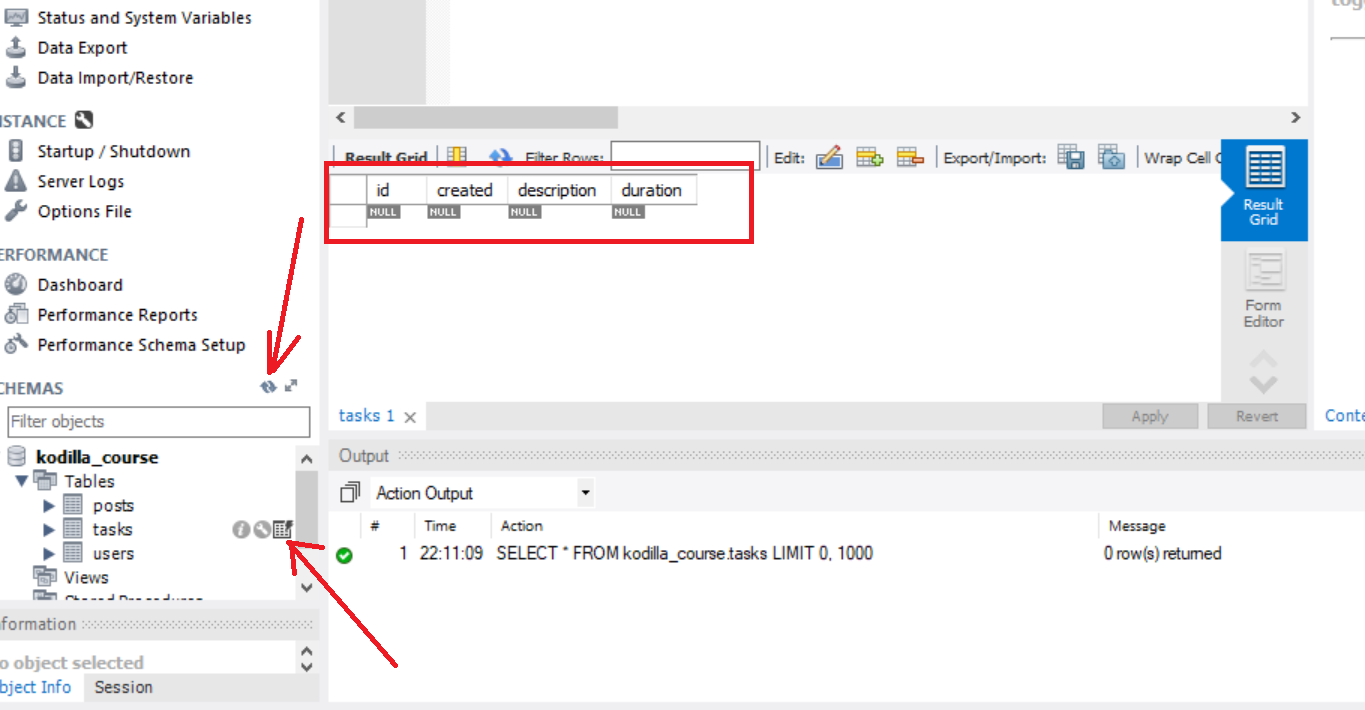 Status and System Variables
Data Export
Data Import/Restore
STANCE
Startup / Shutdown
Server Logs
Options File
ERFORMANCE
Dashboard
Performance Reports
Performance Schema Setup
CHEMAS
Filter objects
kodilla_course
Tables
posts
tasks
users
Views
Stored Procedures
formation
o object selected
bject Info Session
Result Grid Filter Rows: Edit: Export/Import: Wrap Cell C
id created description duration
NULL NULL NULL NULL
Result
Grid
Form
Editor
tasks 1 Apply Revert Conte
Output
Action Output
# Time Action Message
1 22:11:09 SELECT * FROM kodilla_course.tasks LIMIT 0, 1000 0 row(s) returned